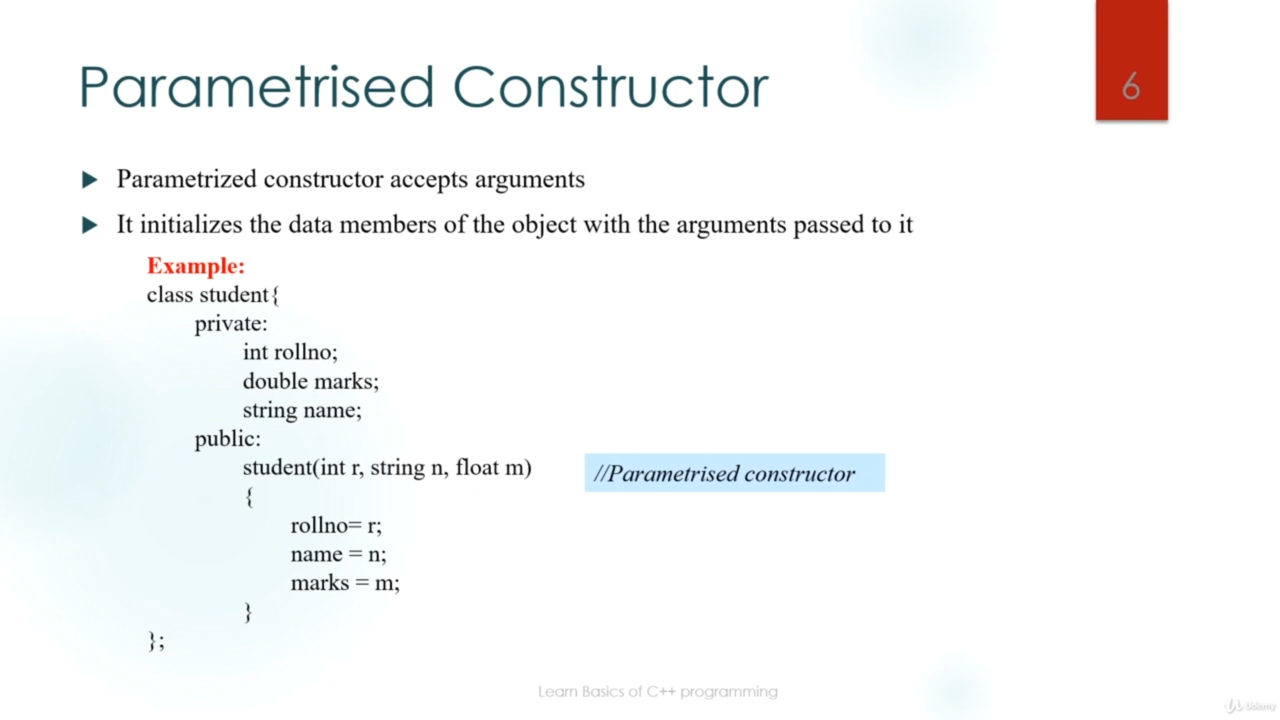 Parametrised Constructor
6
Parametrized constructor accepts arguments
It initializes the data members of the object with the arguments passed to it
Example:
class student{
private:
int rollno;
double marks;
string name;
public:
student(int r, string n, float m)
//Parametrised constructor
{
rollno= r;
name = n;
marks = m;
}
};
Learn Basics of C++ programming
Udemy